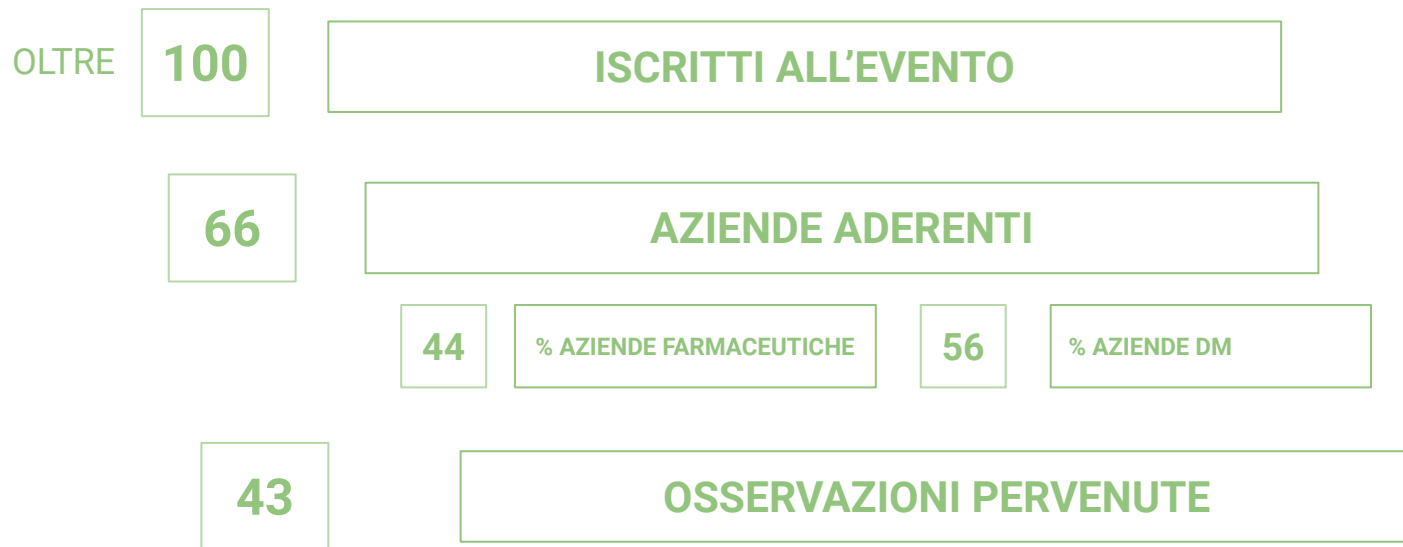 OLTRE 100 ISCRITTI ALL’EVENTO
66 AZIENDE ADERENTI
44 % AZIENDE FARMACEUTICHE 56 % AZIENDE DM
43 OSSERVAZIONI PERVENUTE